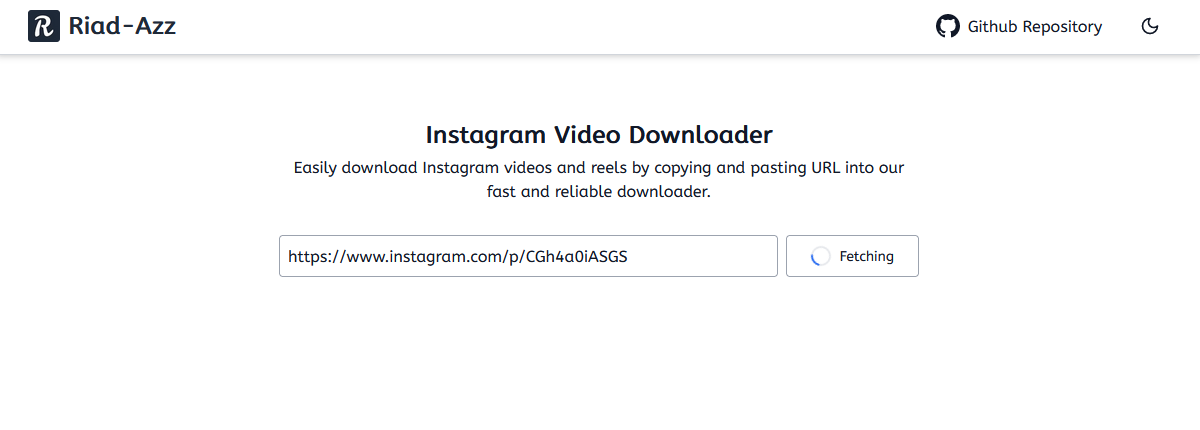 R Riad-Azz
Github Repository
Instagram Video Downloader
Easily download Instagram videos and reels by copying and pasting URL into our
fast and reliable downloader.
https://www.instagram.com/p/CGh4a0iASGS
Fetching